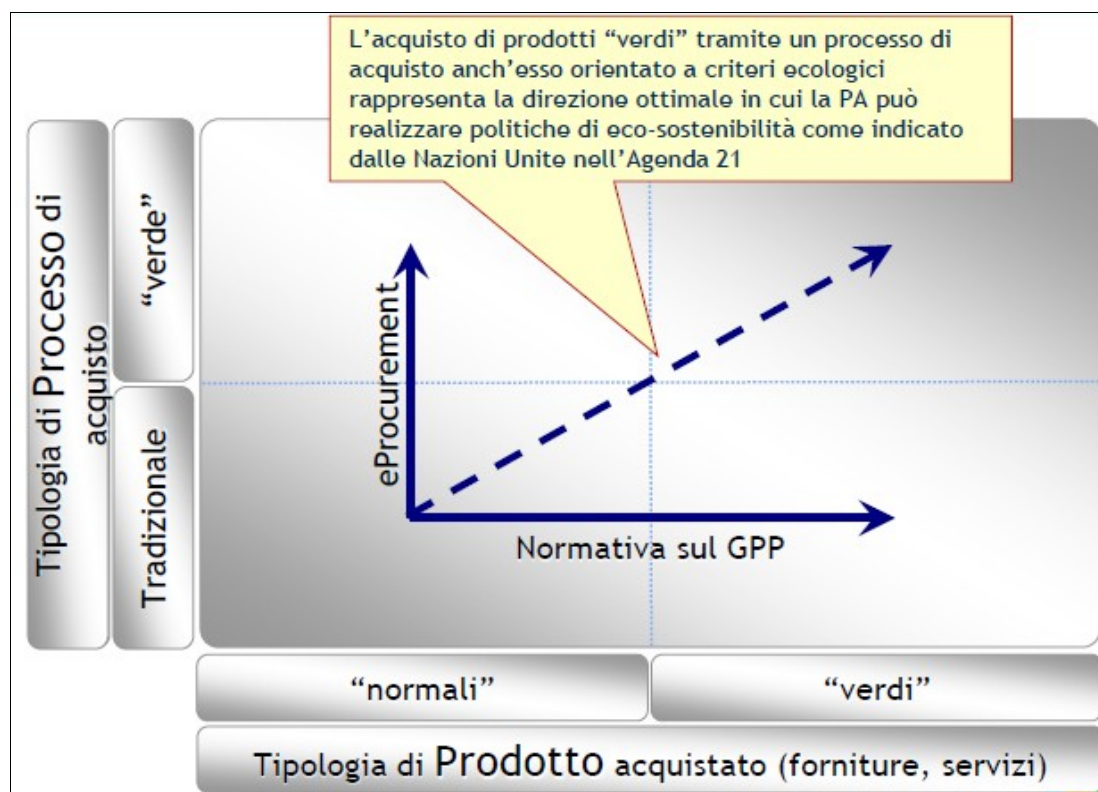 L'acquisto di prodotti “verdi” tramite un processo di
acquisto anch'esso orientato a criteri ecologici
rappresenta la direzione ottimale in cui la PA può
realizzare politiche di eco-sostenibilità come indicato
dalle Nazioni Unite nell'Agenda 21
Tipologia di Processo di
acquisto
“verde”
Tradizionale
eProcurement
Normativa sul GPP
“normali”
“verdi”
Tipologia di Prodotto acquistato (forniture, servizi)